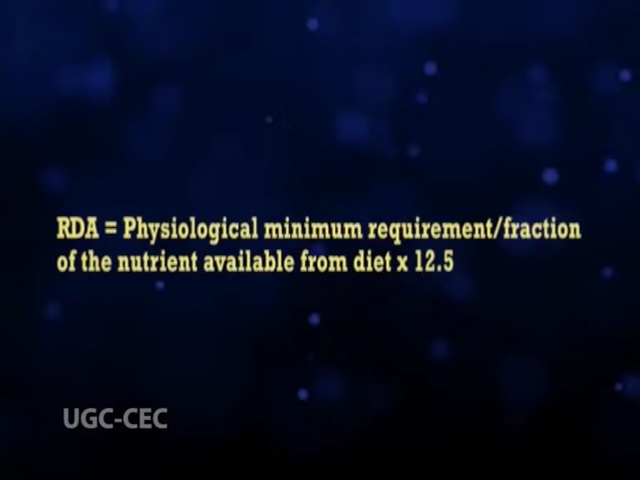 RDA = Physiological minimum requirement/fraction
of the nutrient available from diet x 12.5
UGC-CEC